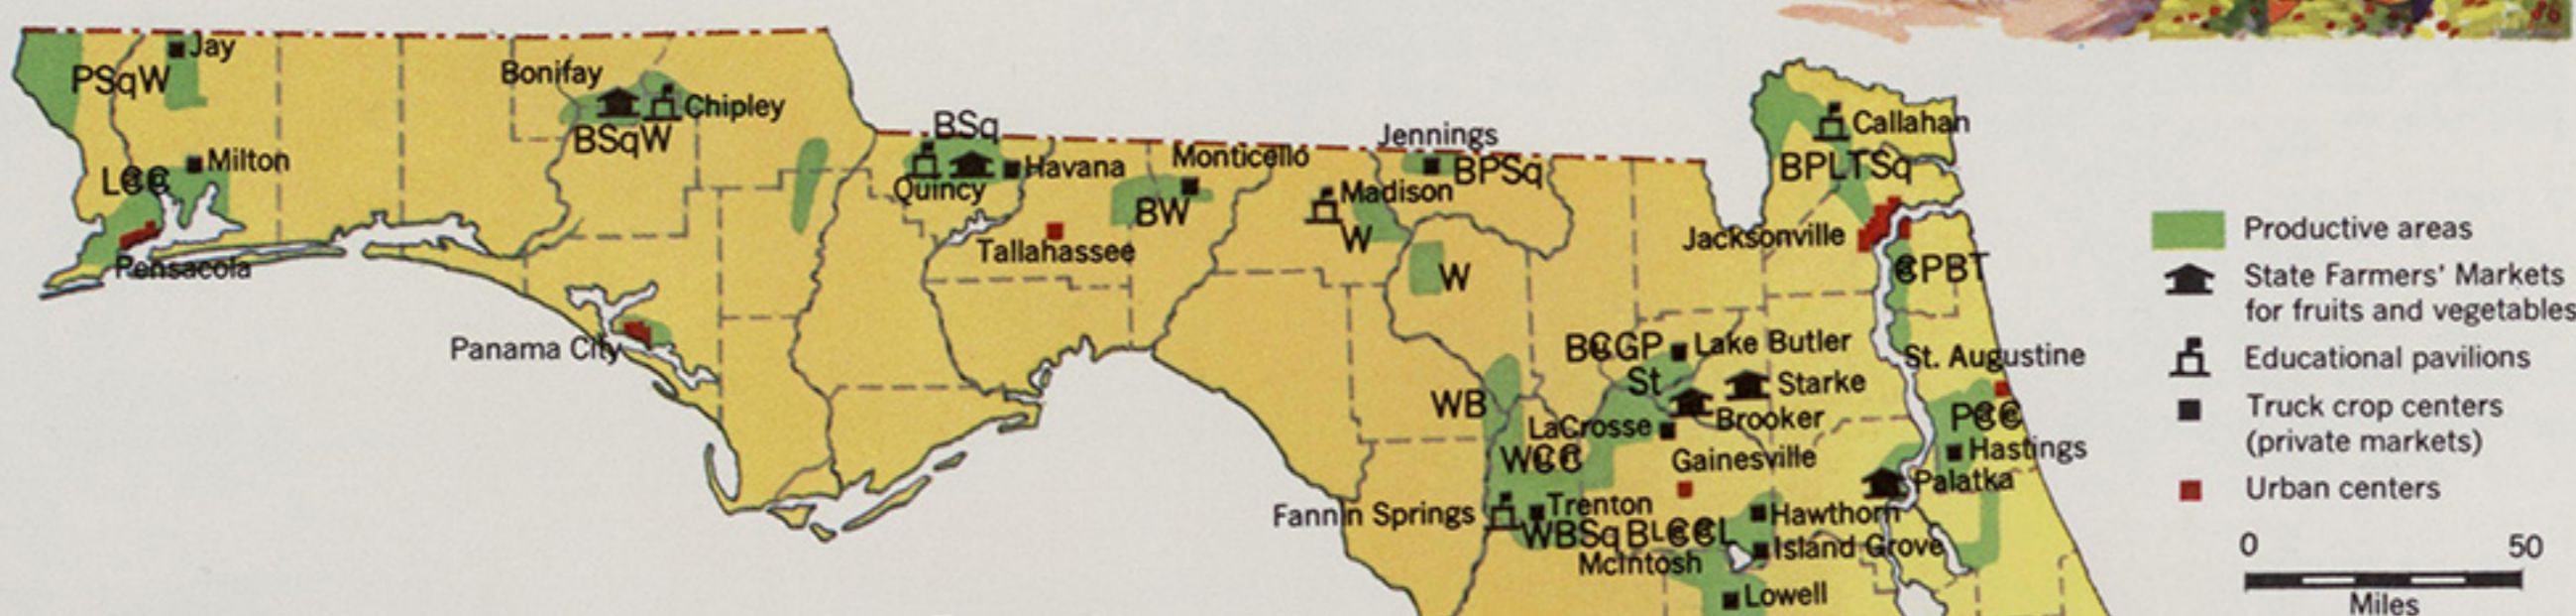 Jay
PSqW
Bonifay
Chipley
BSqW
BSq
Jennings
Callahan
Milton
LCC
Havana
Monticello
BPSq
BPLTSq
Quincy
Madison
BW
W
Jacksonville
Tallahassee
Pensacola
W
CPBT
Panama City
BCGP
Lake Butler
St. Augustine
St
Starke
WB
Brooker
PCC
LaCrosse
Hastings
WCC
Gainesville
Palatka
Fannin Springs
Trenton
Hawthorn
WBSq
BLCCL
Island Grove
McIntosh
Lowell
Productive areas
State Farmers' Markets
for fruits and vegetables
Educational pavilions
Truck crop centers
(private markets)
Urban centers
0 50
Miles